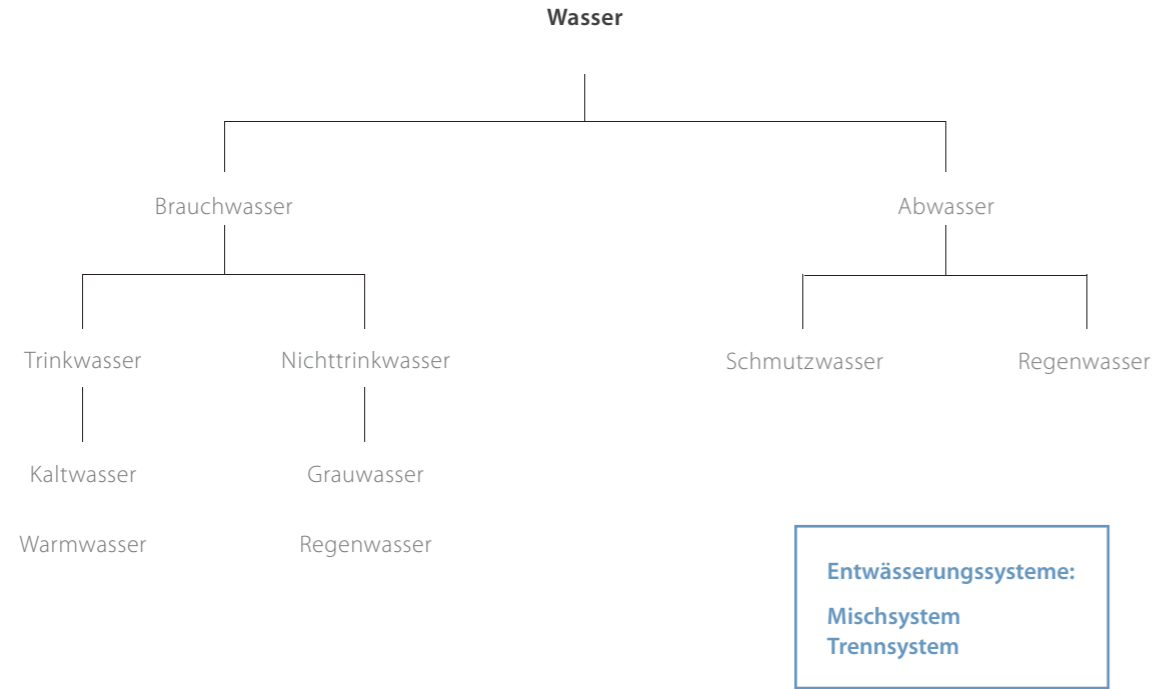 Wasser
Brauchwasser
Abwasser
Trinkwasser
Nichttrinkwasser
Schmutzwasser
Regenwasser
Kaltwasser
Grauwasser
Warmwasser
Regenwasser
Entwässerungssysteme:
Mischsystem
Trennsystem